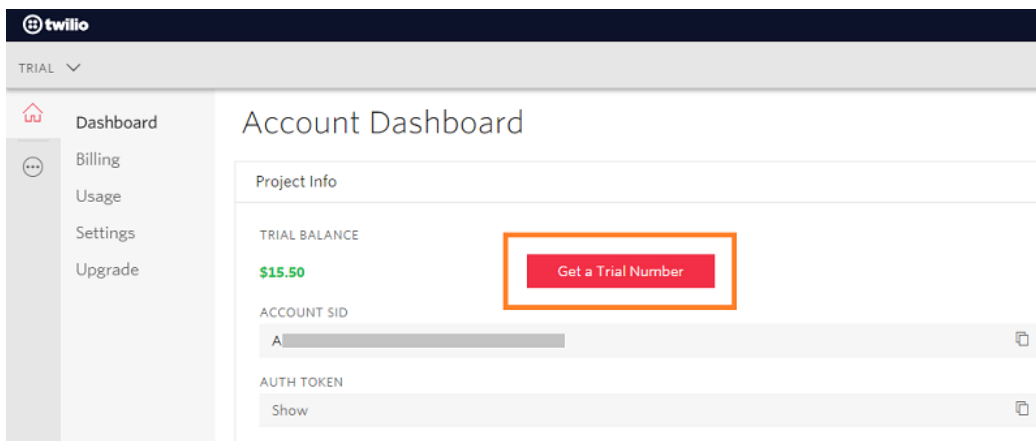 twilio
TRIAL
Dashboard
Billing
Usage
Settings
Upgrade
Account Dashboard
Project Info
TRIAL BALANCE
$15.50
Get a Trial Number
ACCOUNT SID
A
AUTH TOKEN
Show